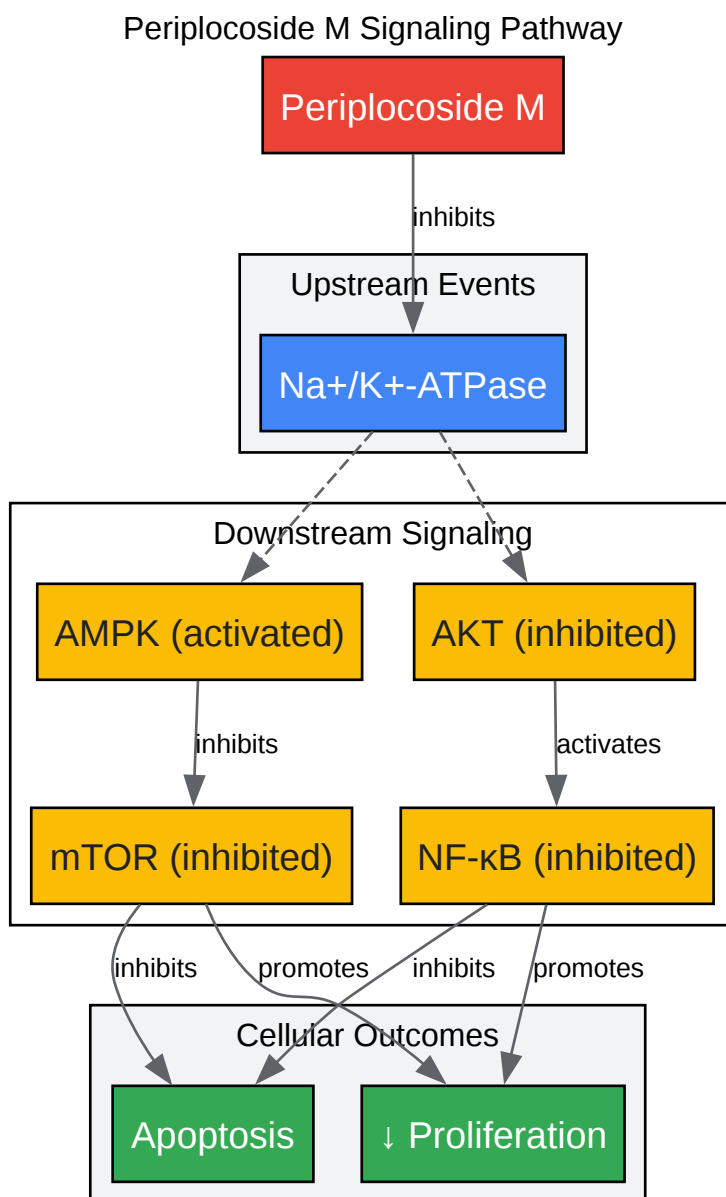 Periplocoside M Signaling Pathway
Periplocoside M
inhibits
Upstream Events
Na+/K+-ATPase
Downstream Signaling
AMPK (activated)
AKT (inhibited)
inhibits
activates
mTOR (inhibited)
NF-κB (inhibited)
inhibits
promotes
inhibits
promotes
Cellular Outcomes
Apoptosis
↓ Proliferation